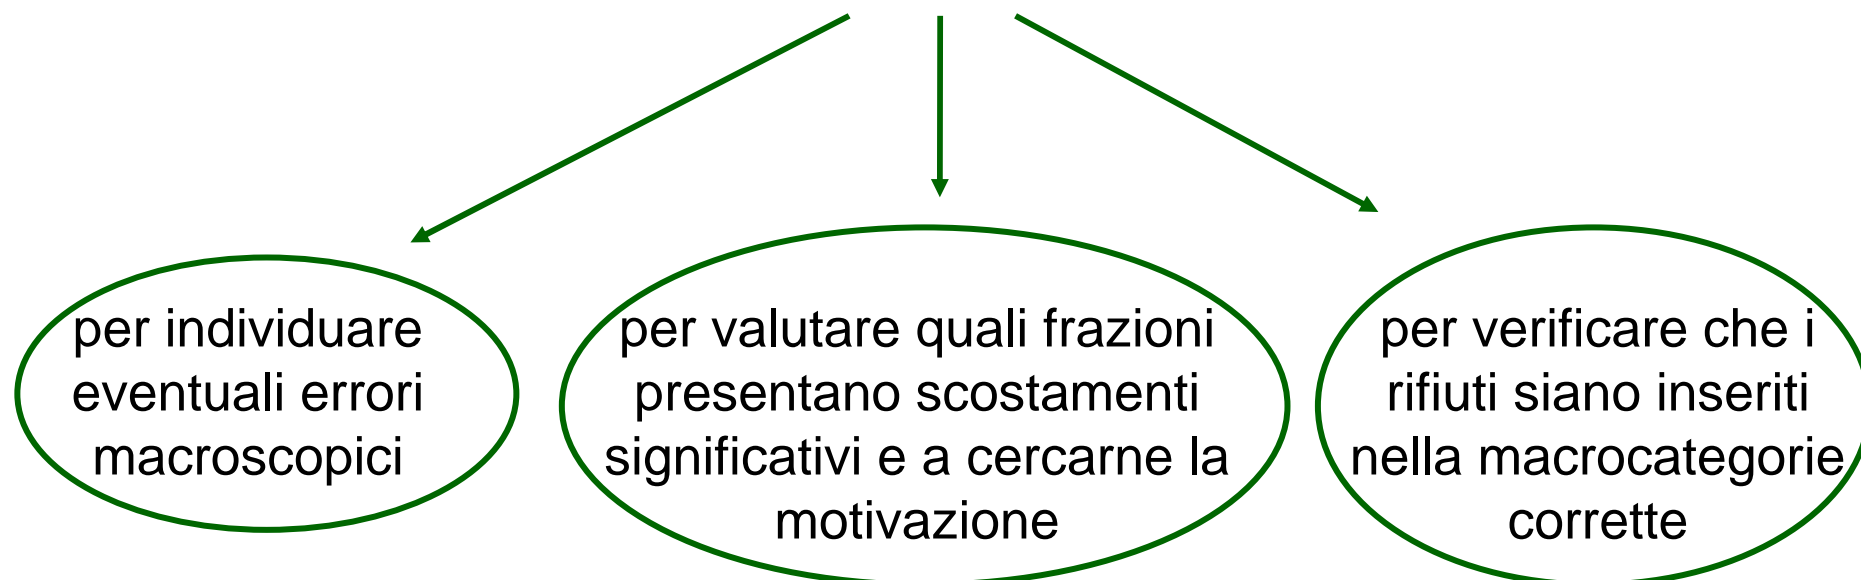 per individuare
eventuali errori
macroscopici
per valutare quali frazioni
presentano scostamenti
significativi e a cercarne la
motivazione
per verificare che i
rifiuti siano inseriti
nella macrocategorie
corrette